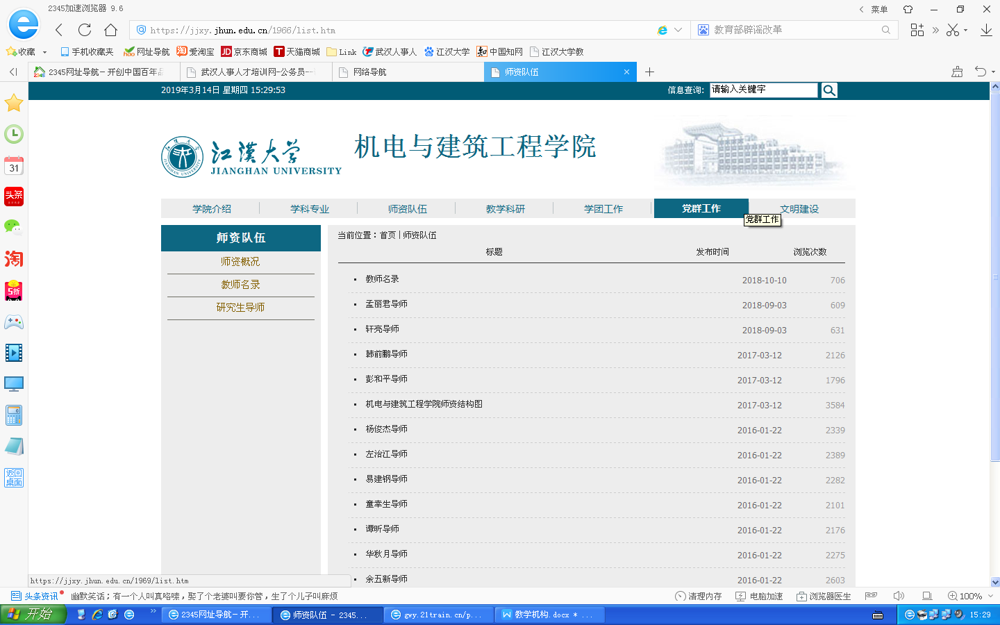 2345加速浏览器 9.6
菜单
https://jjxy.jhun.edu.cn/1966/list.htm
教育部辟谣改革
收藏 手机收藏夹 网址导航 爱淘宝 京东商城 天猫商城 Link 武汉人事人 江汉大学 中国知网 江汉大学教
2345网址导航－开创中国百年品
武汉人事人才培训网-公务员--
网络导航
师资队伍
2019年3月14日 星期四 15:29:53
信息查询: 请输入关键字
31
头条
淘
5折
返回桌面
江汉大学
JIANGHAN UNIVERSITY
机电与建筑工程学院
学院介绍 学科专业 师资队伍 教学科研 学团工作 党群工作 文明建设
党群工作
师资队伍
师资概况
教师名录
研究生导师
当前位置：首页 | 师资队伍
标题 发布时间 浏览次数
教师名录 2018-10-10 706
孟丽君导师 2018-09-03 609
轩亮导师 2018-09-03 631
韩前鹏导师 2017-03-12 2126
彭和平导师 2017-03-12 1796
机电与建筑工程学院师资结构图 2017-03-12 3584
杨俊杰导师 2016-01-22 2339
左治江导师 2016-01-22 2389
易建钢导师 2016-01-22 2282
童幸生导师 2016-01-22 2101
谭昕导师 2016-01-22 2176
华秋月导师 2016-01-22 2275
余五新导师 2016-01-22 2603
https://jjxy.jhun.edu.cn/1969/list.htm
头条资讯 幽默笑话；有一个人叫真咯嗦，娶了个老婆叫要你管，生了个儿子叫麻烦
清理内存 电脑加速 浏览器医生 100%
开始
2345网址导航－开...
师资队伍 - 2345...
gwy.21train.cn/p...
教学机构.docx * ...
15:29